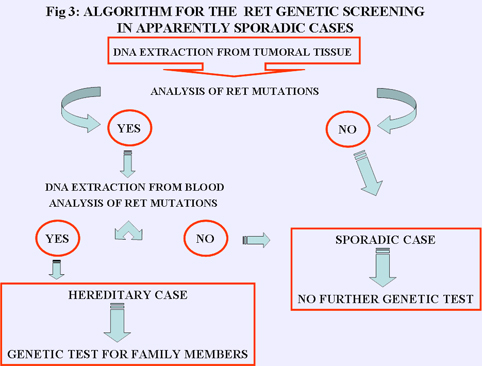 Fig 3: ALGORITHM FOR THE RET GENETIC SCREENING
IN APPARENTLY SPORADIC CASES
DNA EXTRACTION FROM TUMORAL TISSUE
ANALYSIS OF RET MUTATIONS
YES
NO
DNA EXTRACTION FROM BLOOD
ANALYSIS OF RET MUTATIONS
YES
NO
SPORADIC CASE
NO FURTHER GENETIC TEST
HEREDITARY CASE
GENETIC TEST FOR FAMILY MEMBERS